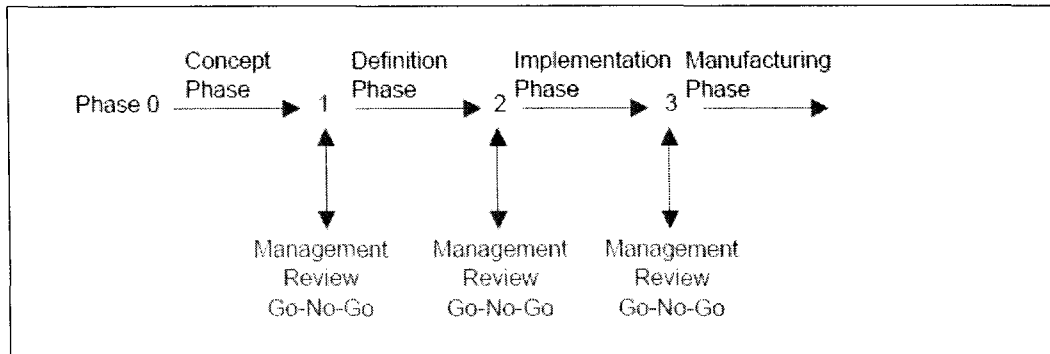 Concept Phase
Definition Phase
Implementation Phase
Manufacturing Phase
Phase 0
1
2
3
Management
Review
Go-No-Go
Management
Review
Go-No-Go
Management
Review
Go-No-Go